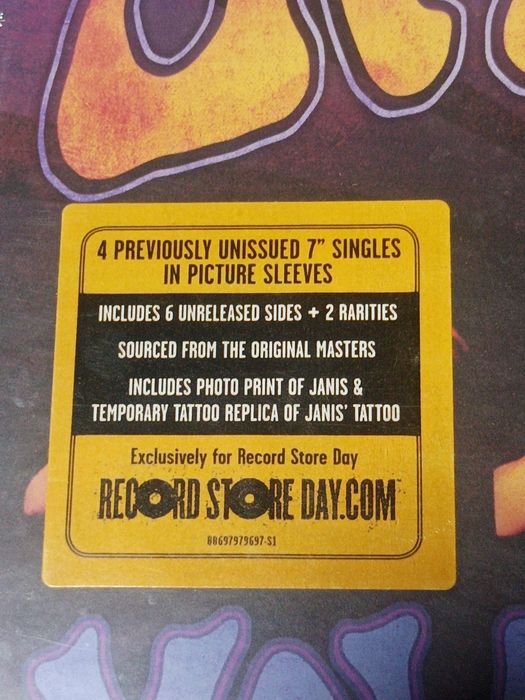 4 PREVIOUSLY UNISSUED 7” SINGLES
IN PICTURE SLEEVES
INCLUDES 6 UNRELEASED SIDES + 2 RARITIES
SOURCED FROM THE ORIGINAL MASTERS
INCLUDES PHOTO PRINT OF JANIS &
TEMPORARY TATTOO REPLICA OF JANIS’ TATTOO
Exclusively for Record Store Day
RECORD STORE DAY.COM™
88697979697-S1